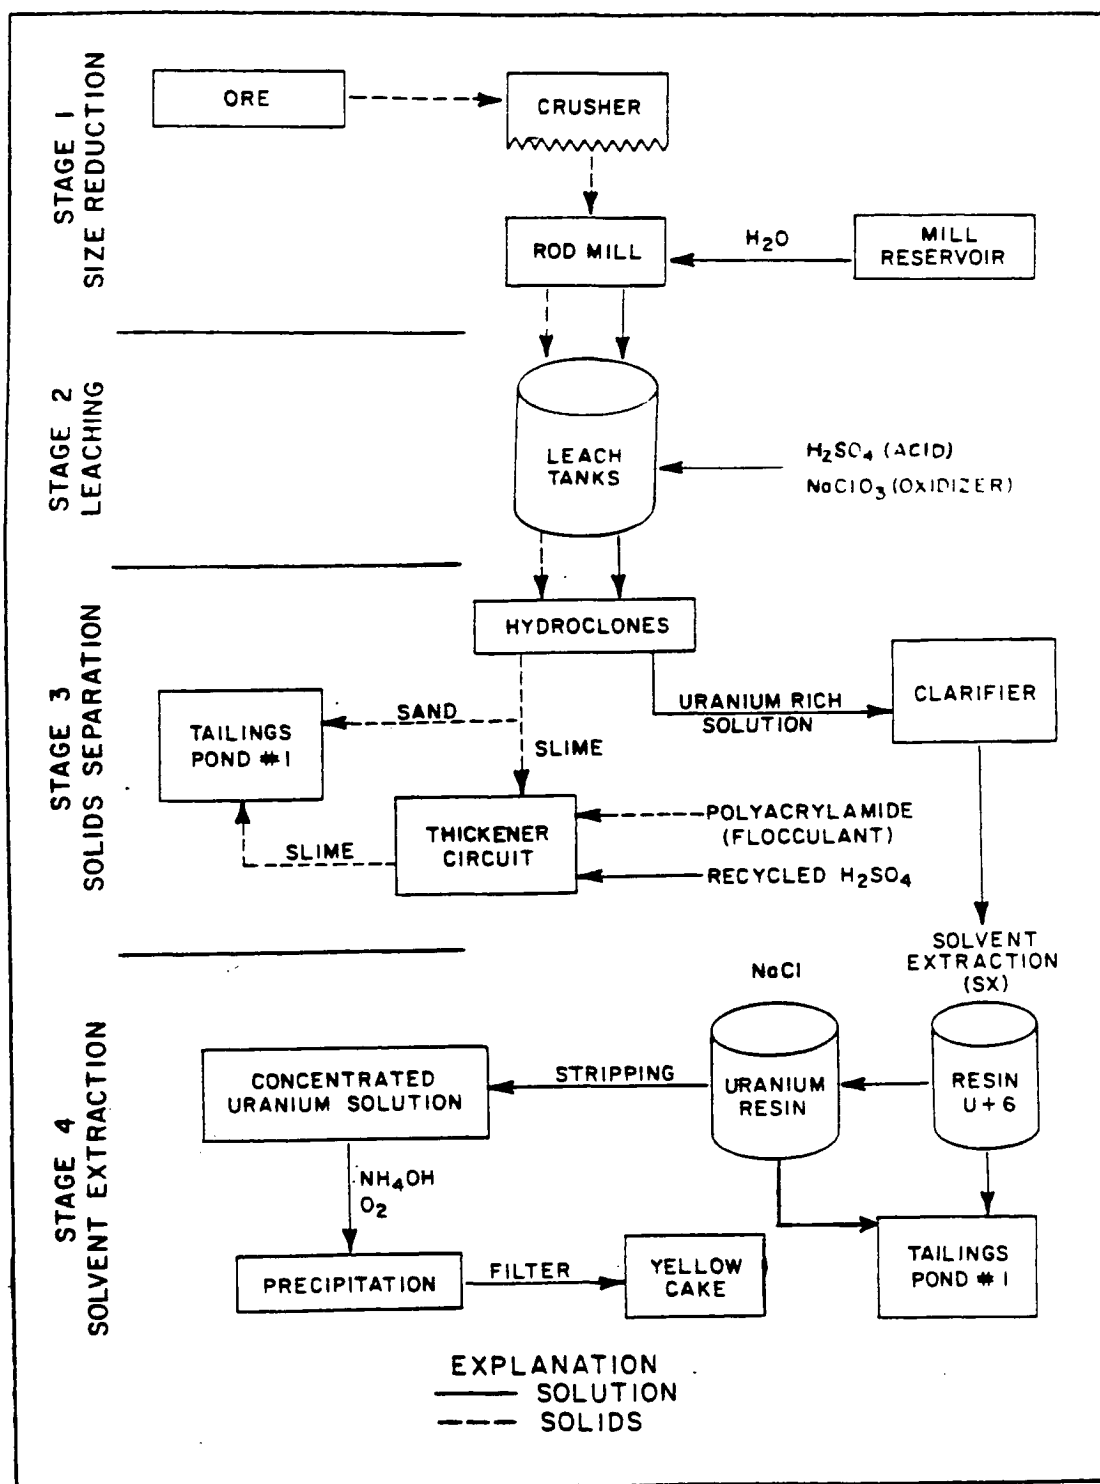 STAGE 1
SIZE REDUCTION
ORE
CRUSHER
ROD MILL
H₂O
MILL
RESERVOIR
STAGE 2
LEACHING
LEACH
TANKS
H₂SO₄ (ACID)
NaClO₃ (OXIDIZER)
STAGE 3
SOLIDS SEPARATION
HYDROCLONES
TAILINGS
POND #1
SAND
SLIME
URANIUM RICH
SOLUTION
CLARIFIER
SLIME
THICKENER
CIRCUIT
POLYACRYLAMIDE
(FLOCCULANT)
RECYCLED H₂SO₄
STAGE 4
SOLVENT EXTRACTION
SOLVENT
EXTRACTION
(SX)
NaCl
CONCENTRATED
URANIUM SOLUTION
STRIPPING
URANIUM
RESIN
RESIN
U+6
NH₄OH
O₂
PRECIPITATION
FILTER
YELLOW
CAKE
TAILINGS
POND #1
EXPLANATION
SOLUTION
SOLIDS